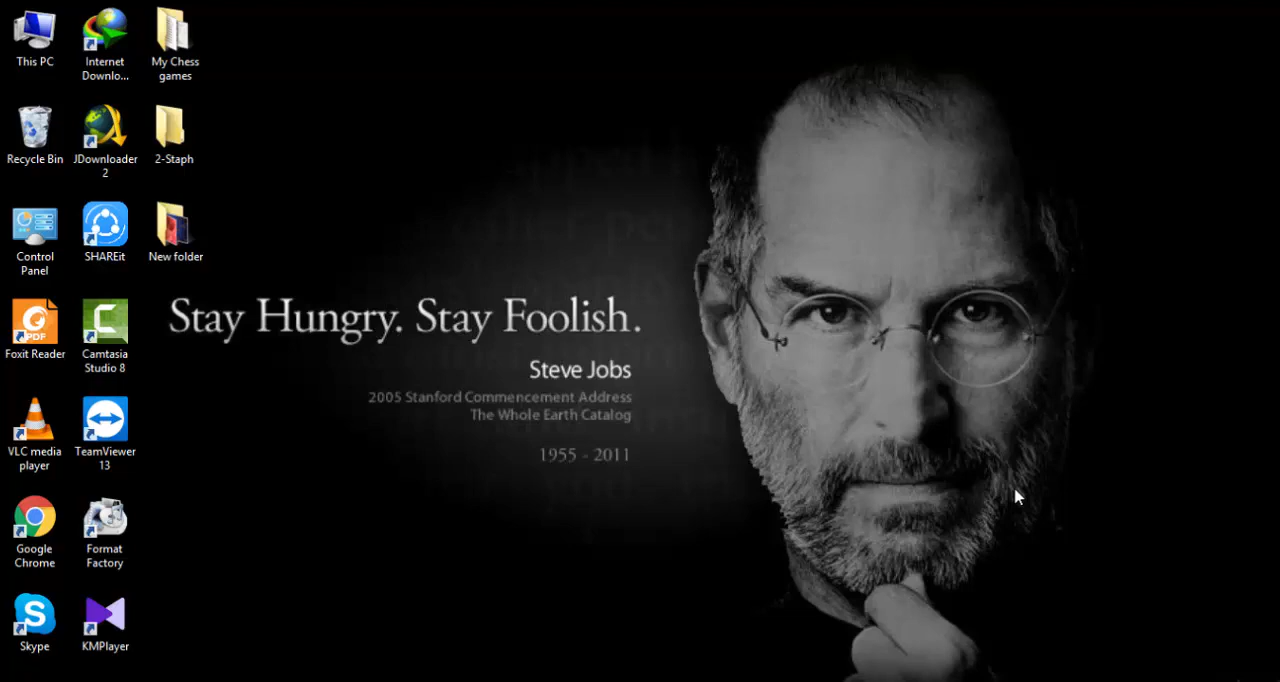 This PC
Internet
Downlo...
My Chess
games
Recycle Bin
JDownloader
2
2-Staph
Control
Panel
SHAREit
New folder
PDF
Foxit Reader
Camtasia
Studio 8
VLC media
player
TeamViewer
13
Google
Chrome
Format
Factory
Skype
KMPlayer
Stay Hungry. Stay Foolish.
Steve Jobs
2005 Stanford Commencement Address
The Whole Earth Catalog
1955 - 2011